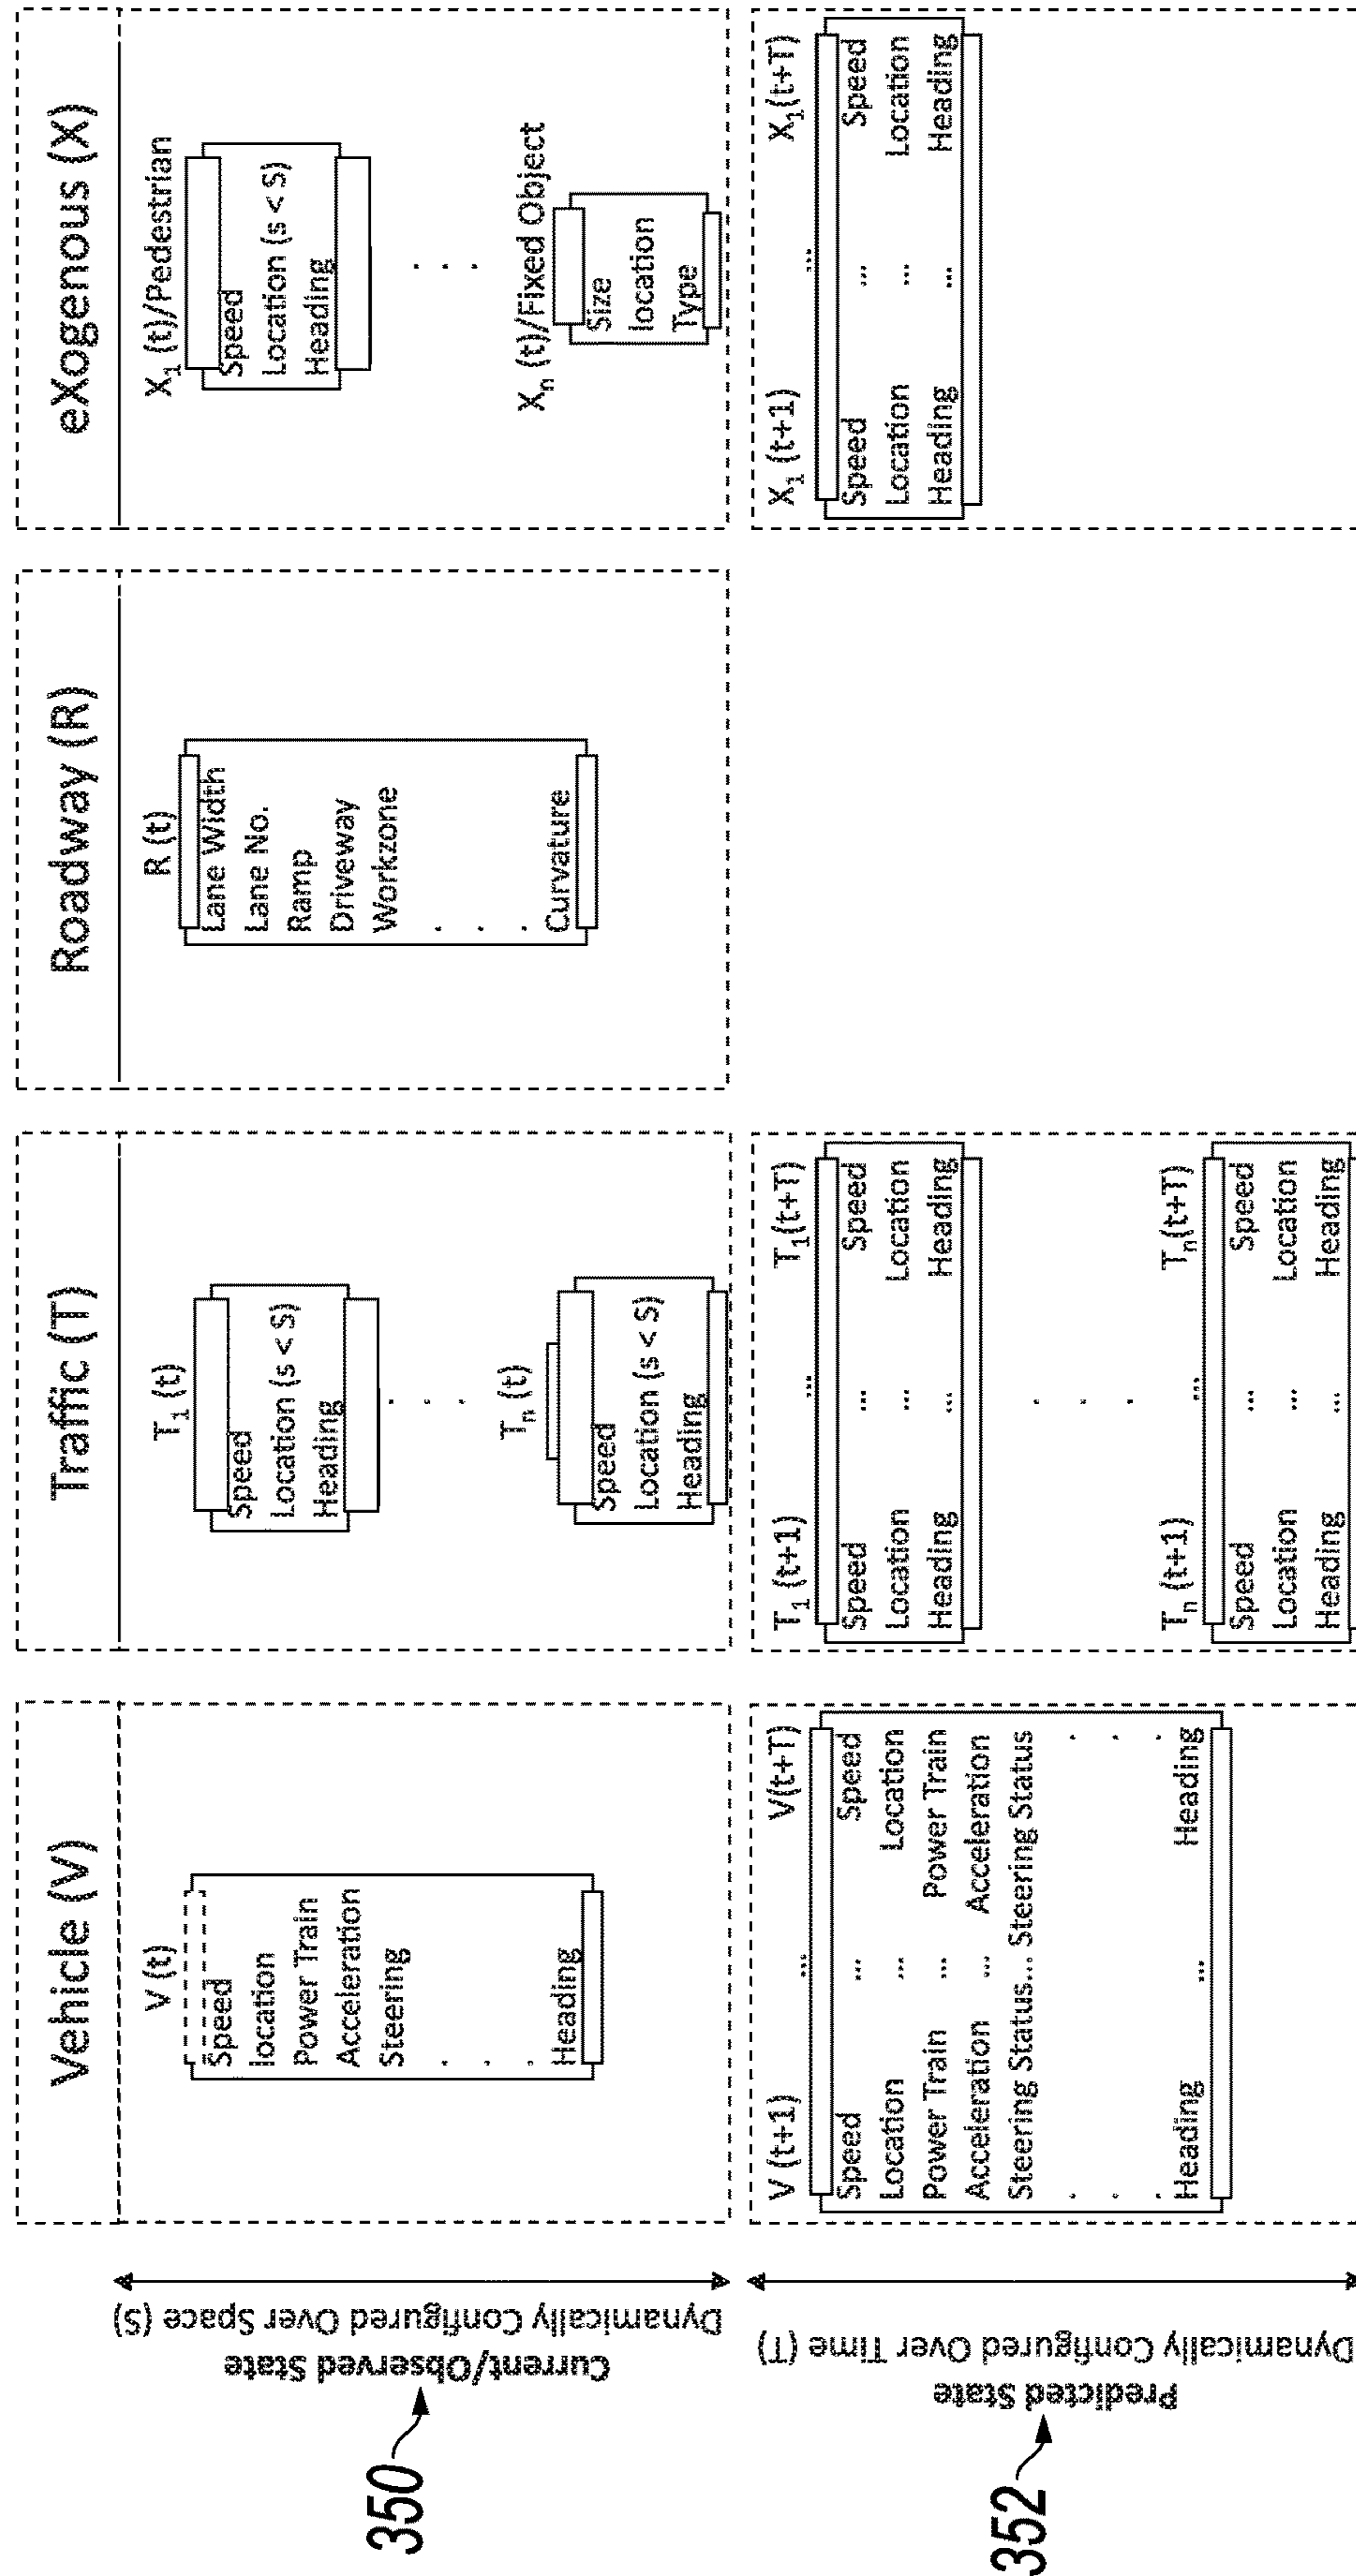 Vehicle (V)
Traffic (T)
Roadway (R)
eXogenous (X)
350
Current/Observed State
Dynamically Configured Over Space (S)
V (t)
Speed
location
Power Train
Acceleration
Steering
. . .
Heading
T1 (t)
Speed
Location (s < S)
Heading
. . .
Tn (t)
Speed
Location (s < S)
Heading
R (t)
Lane Width
Lane No.
Ramp
Driveway
Workzone
. . .
Curvature
X1 (t)/Pedestrian
Speed
Location (s < S)
Heading
. . .
Xn (t)/Fixed Object
Size
location
Type
352
Predicted State
Dynamically Configured Over Time (T)
V (t+1) ... V(t+T)
Speed ... Speed
Location ... Location
Power Train ... Power Train
Acceleration ... Acceleration
Steering Status... Steering Status
. . . . . .
Heading ... Heading
T1 (t+1) ... T1(t+T)
Speed ... Speed
Location ... Location
Heading ... Heading
. . .
Tn (t+1) ... Tn(t+T)
Speed ... Speed
Location ... Location
Heading ... Heading
X1 (t+1) ... X1(t+T)
Speed ... Speed
Location ... Location
Heading ... Heading